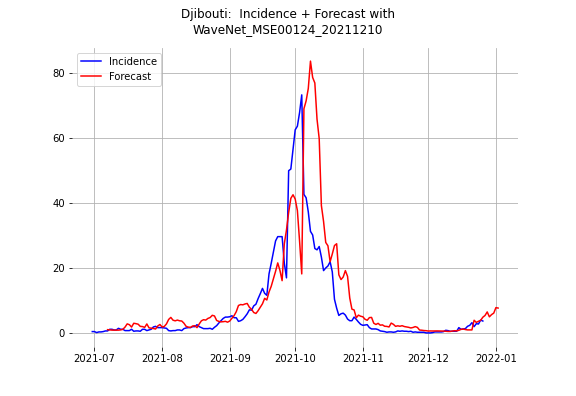 Djibouti:  Incidence + Forecast with
WaveNet_MSE00124_20211210
Incidence
Forecast
80
60
40
20
0
2021-07 2021-08 2021-09 2021-10 2021-11 2021-12 2022-01